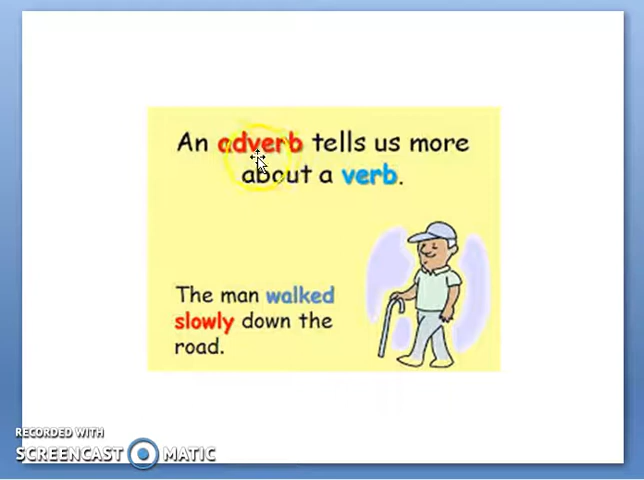 An adverb tells us more
about a verb.
The man walked
slowly down the
road.
RECORDED WITH
SCREENCAST MATIC